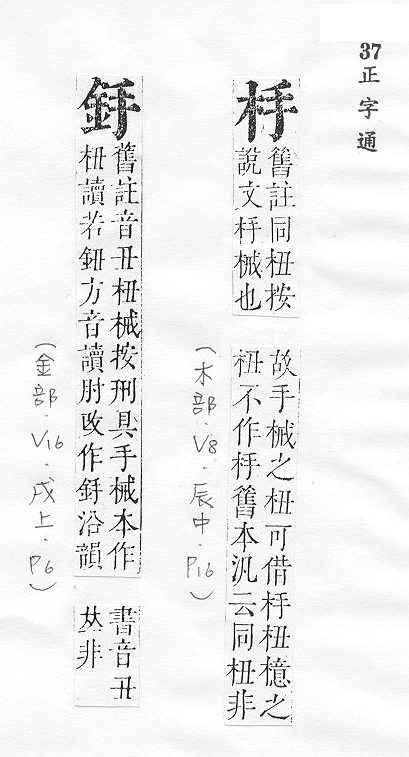 37正字通
杽
舊註同杻按
說文杽械也
故手械之杻可借杽杻檍之
杻不作杽舊本汎云同杻非
(木部.V8.辰中.P16)
舊註音丑杻械按刑具手械本作
杻讀若鈕方音讀肘改作沿韻
書音丑
丛非
(金部.V16.戌上.P6)